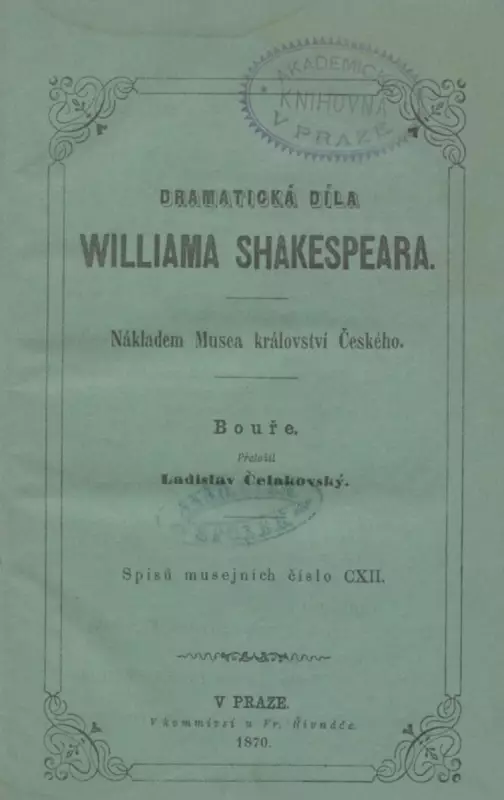 AKADEMICKÁ
KNIHOVNA
V PRAZE
DRAMATICKÁ DÍLA
WILLIAMA SHAKESPEARA.
Nákladem Musea království Českého.
Bouře.
Přeložil
Ladislav Čelakovský.
Spisů musejních číslo CXII.
V PRAZE.
V kommissí u Fr. Řivnáče.
1870.